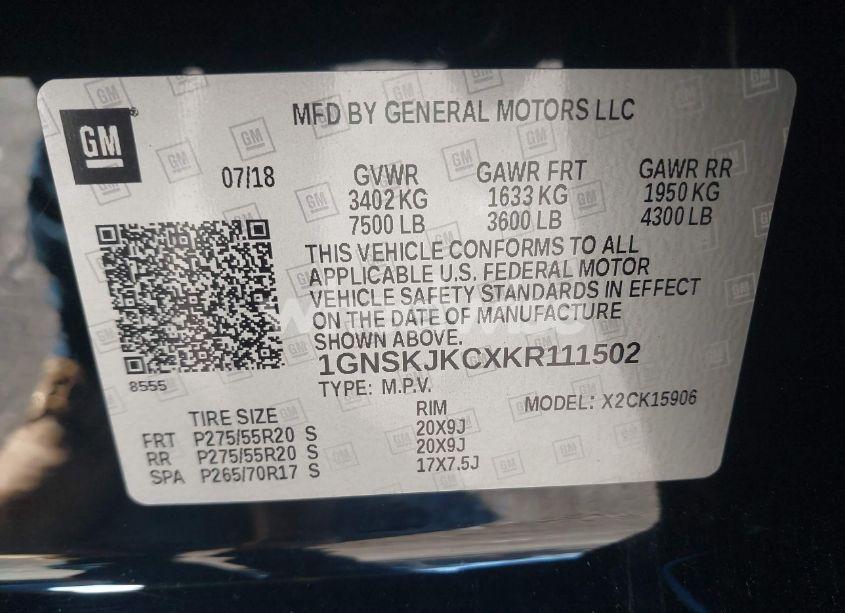 GM
MFD BY GENERAL MOTORS LLC
07/18
GVWR GAWR FRT GAWR RR
3402 KG 1633 KG 1950 KG
7500 LB 3600 LB 4300 LB
THIS VEHICLE CONFORMS TO ALL
APPLICABLE U.S. FEDERAL MOTOR
VEHICLE SAFETY STANDARDS IN EFFECT
ON THE DATE OF MANUFACTURE
SHOWN ABOVE.
1GNSKJKCXKR111502
8555
TYPE: M.P.V.
MODEL: X2CK15906
TIRE SIZE RIM
FRT P275/55R20 S 20X9J
RR P275/55R20 S 20X9J
SPA P265/70R17 S 17X7.5J